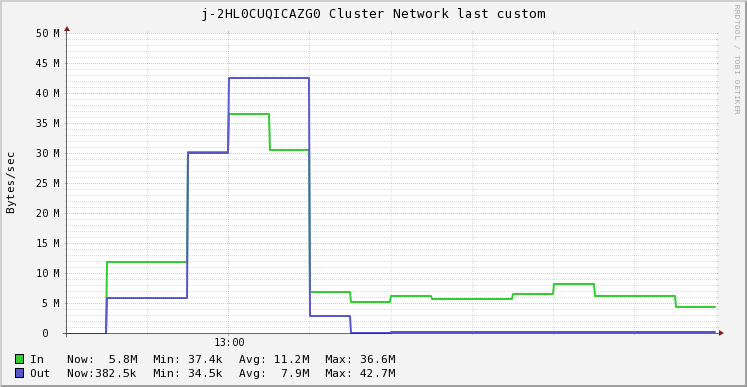 j-2HL0CUQICAZG0 Cluster Network last custom
RRDTOOL / TOBI OETIKER
Bytes/sec
50 M
45 M
40 M
35 M
30 M
25 M
20 M
15 M
10 M
5 M
0
13:00
In Now: 5.8M Min: 37.4k Avg: 11.2M Max: 36.6M
Out Now:382.5k Min: 34.5k Avg: 7.9M Max: 42.7M